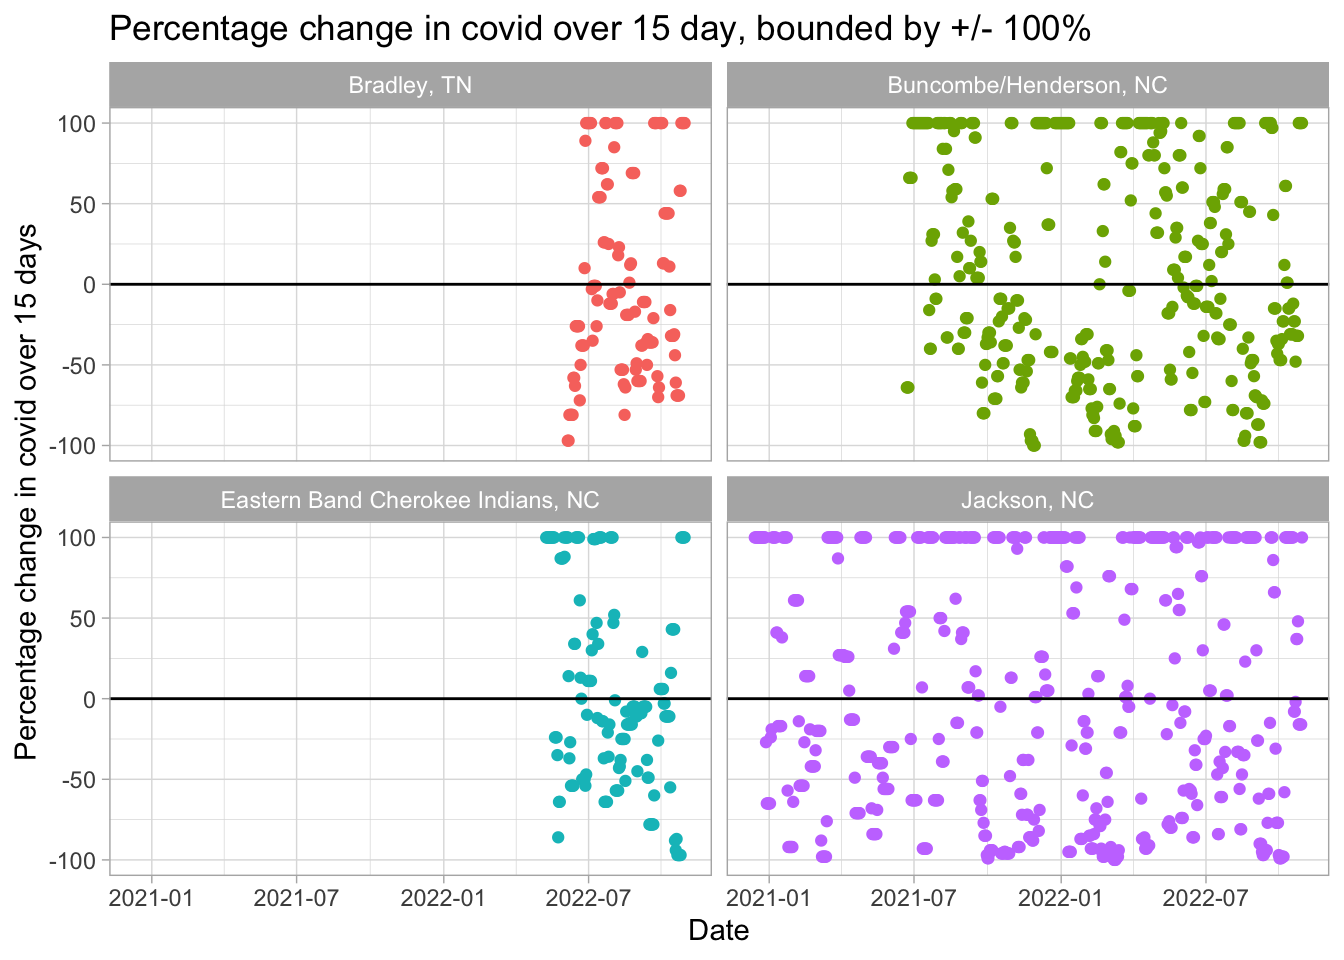 Percentage change in covid over 15 day, bounded by +/- 100%
Bradley, TN
Buncombe/Henderson, NC
100
50
0
-50
-100
Eastern Band Cherokee Indians, NC
Jackson, NC
100
50
0
-50
-100
Percentage change in covid over 15 days
2021-01
2021-07
2022-01
2022-07
2021-01
2021-07
2022-01
2022-07
Date